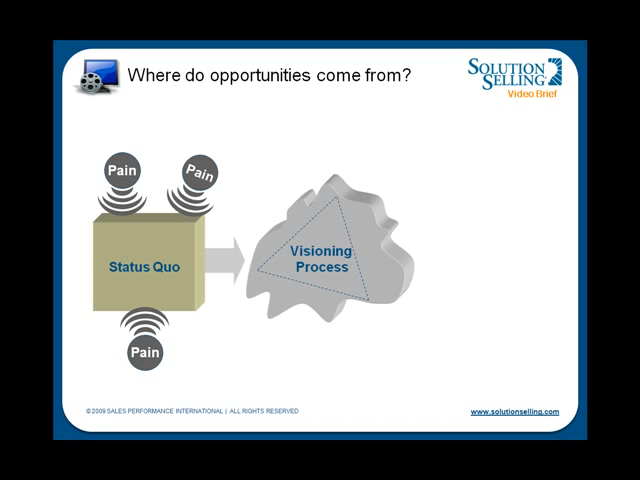 Where do opportunities come from?
SOLUTION
SELLING
Video Brief
Pain
Pain
Status Quo
Visioning
Process
Pain
© 2009 SALES PERFORMANCE INTERNATIONAL | ALL RIGHTS RESERVED
www.solutionselling.com